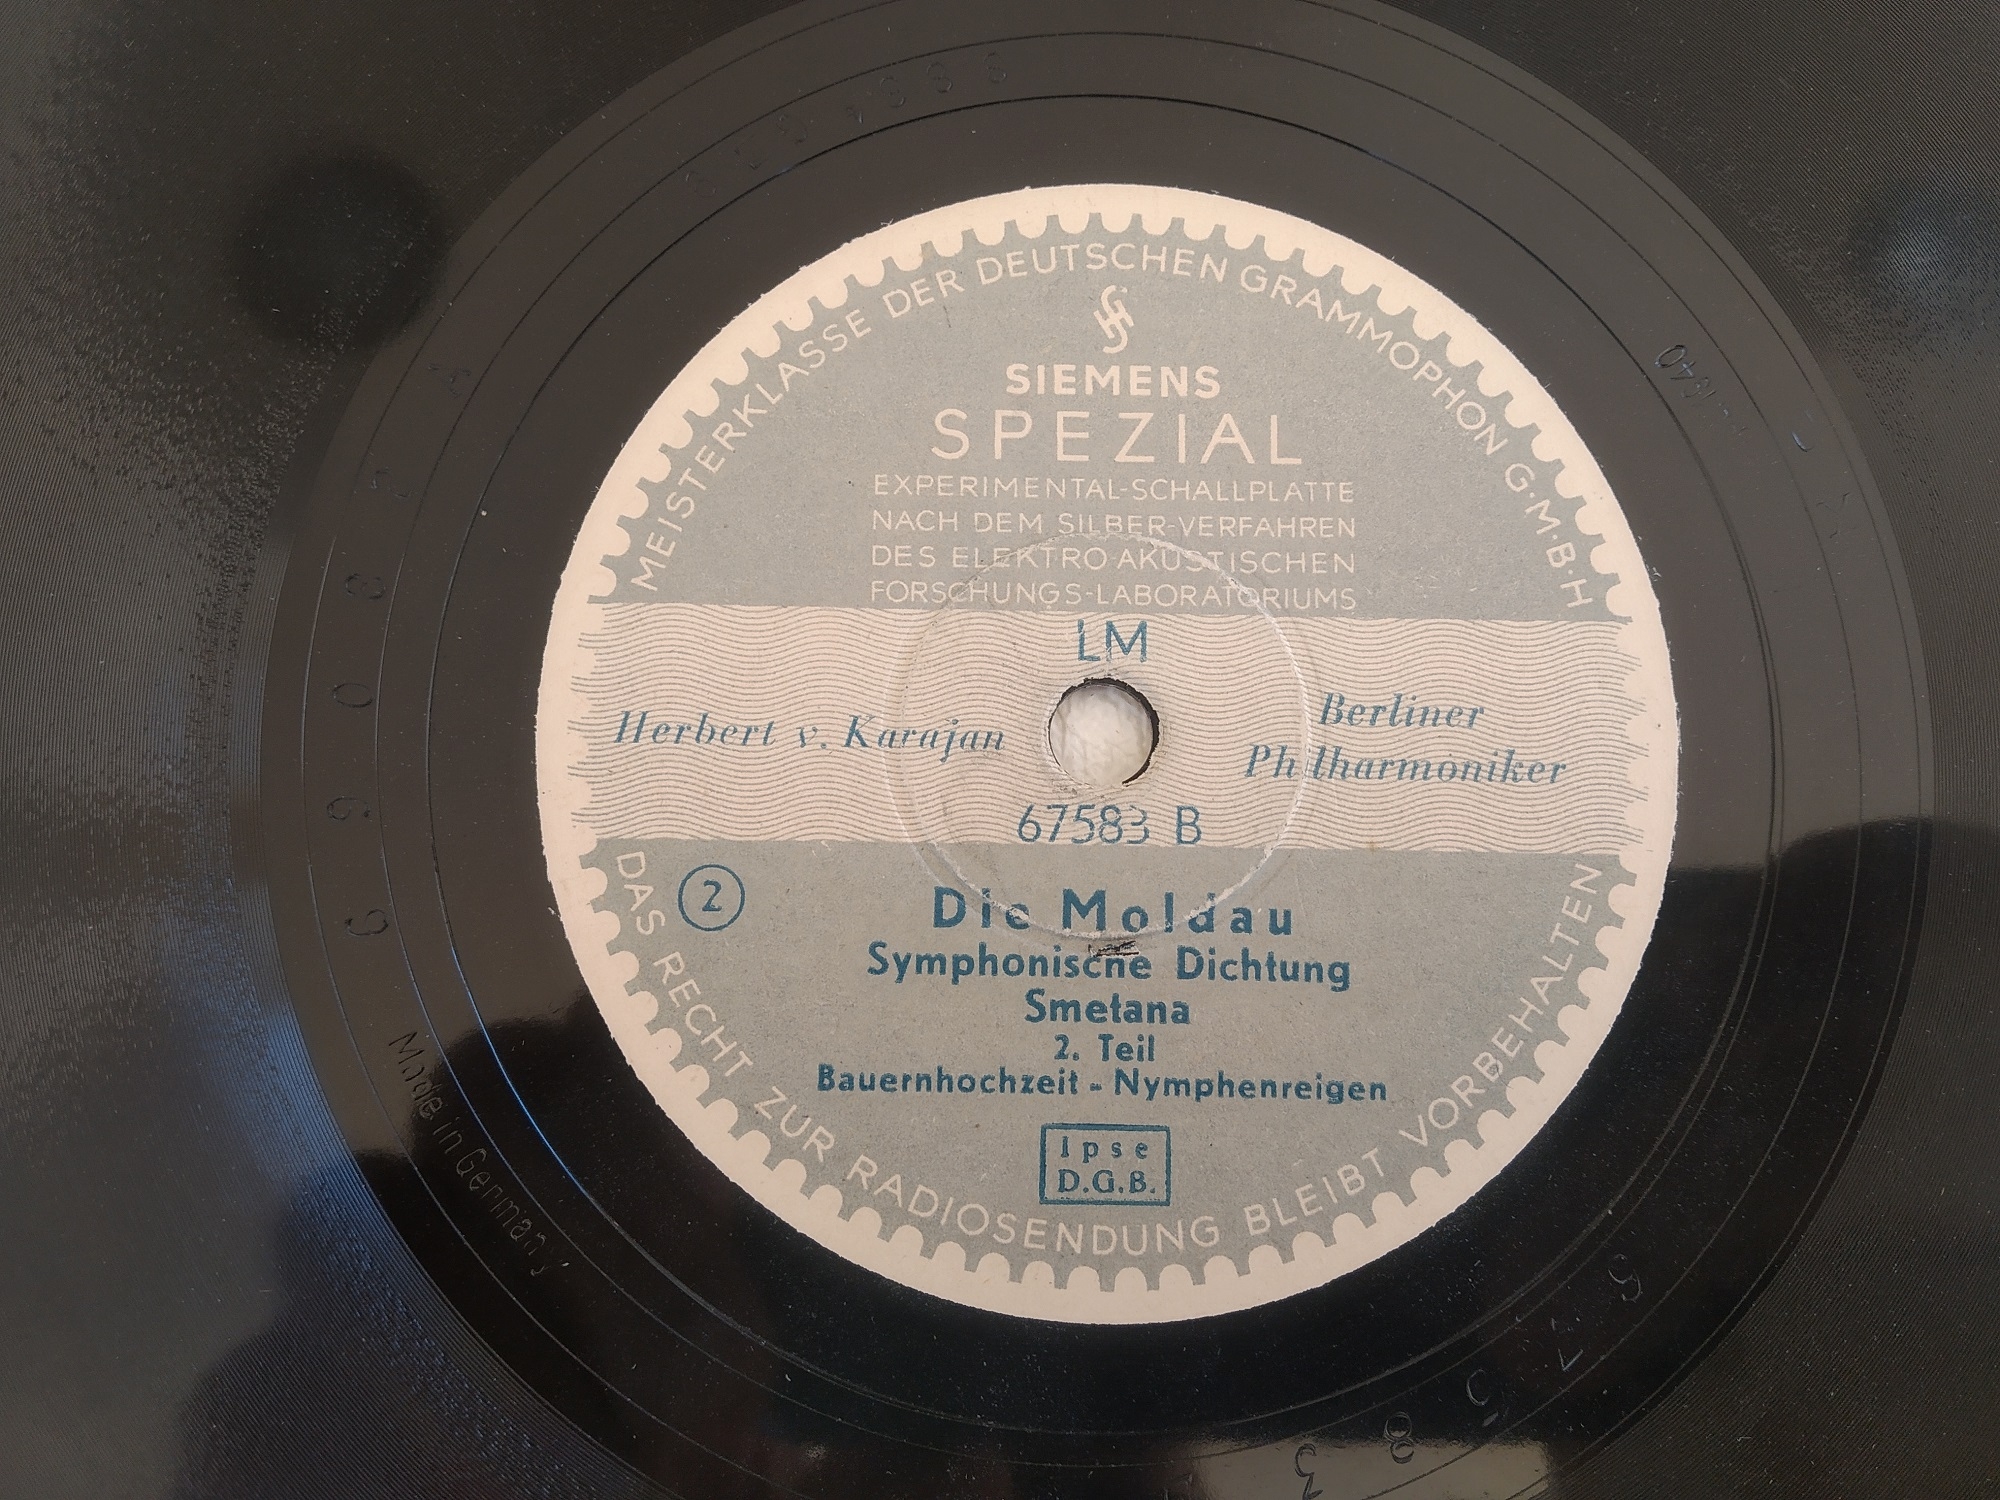 MEISTERKLASSE DER DEUTSCHEN GRAMMOPHON G·M·B·H
SIEMENS
SPEZIAL
EXPERIMENTAL-SCHALLPLATTE
NACH DEM SILBER-VERFAHREN
DES ELEKTRO-AKUSTISCHEN
FORSCHUNGS-LABORATORIUMS
LM
Herbert v. Karajan
Berliner
Philharmoniker
67583 B
2
Die Moldau
Symphonische Dichtung
Smetana
2. Teil
Bauernhochzeit - Nymphenreigen
Ipse
D.G.B.
DAS RECHT ZUR RADIOSENDUNG BLEIBT VORBEHALTEN
Made in Germany